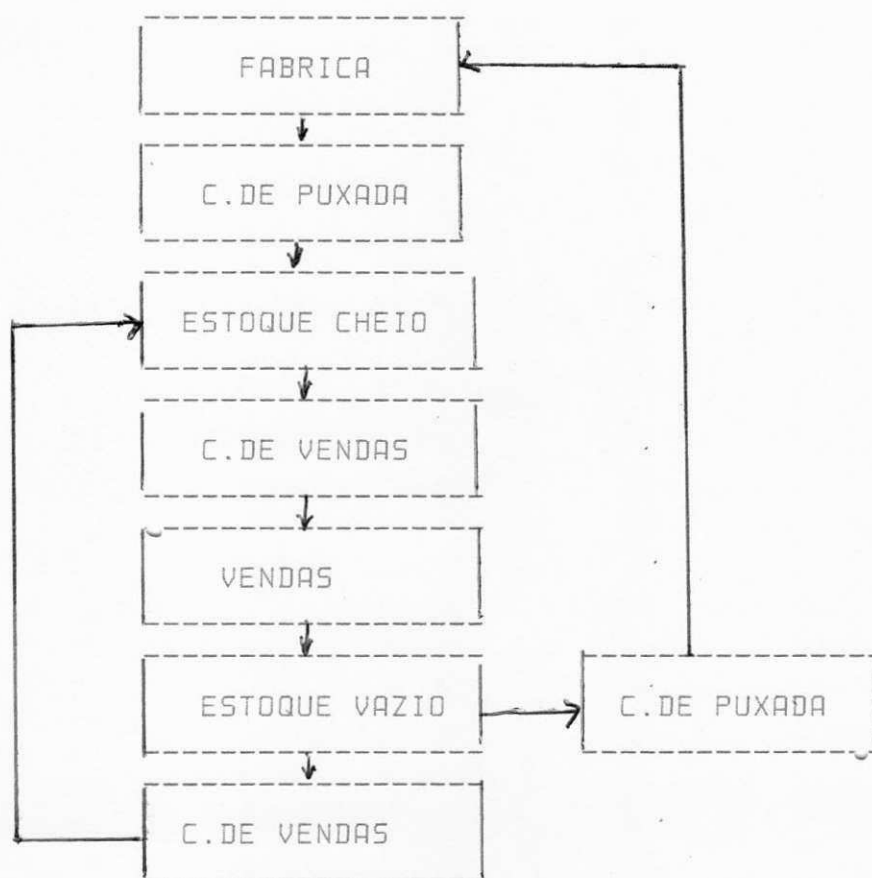 FABRICA
C.DE PUXADA
ESTOQUE CHEIO
C.DE VENDAS
VENDAS
ESTOQUE VAZIO
C.DE PUXADA
C.DE VENDAS